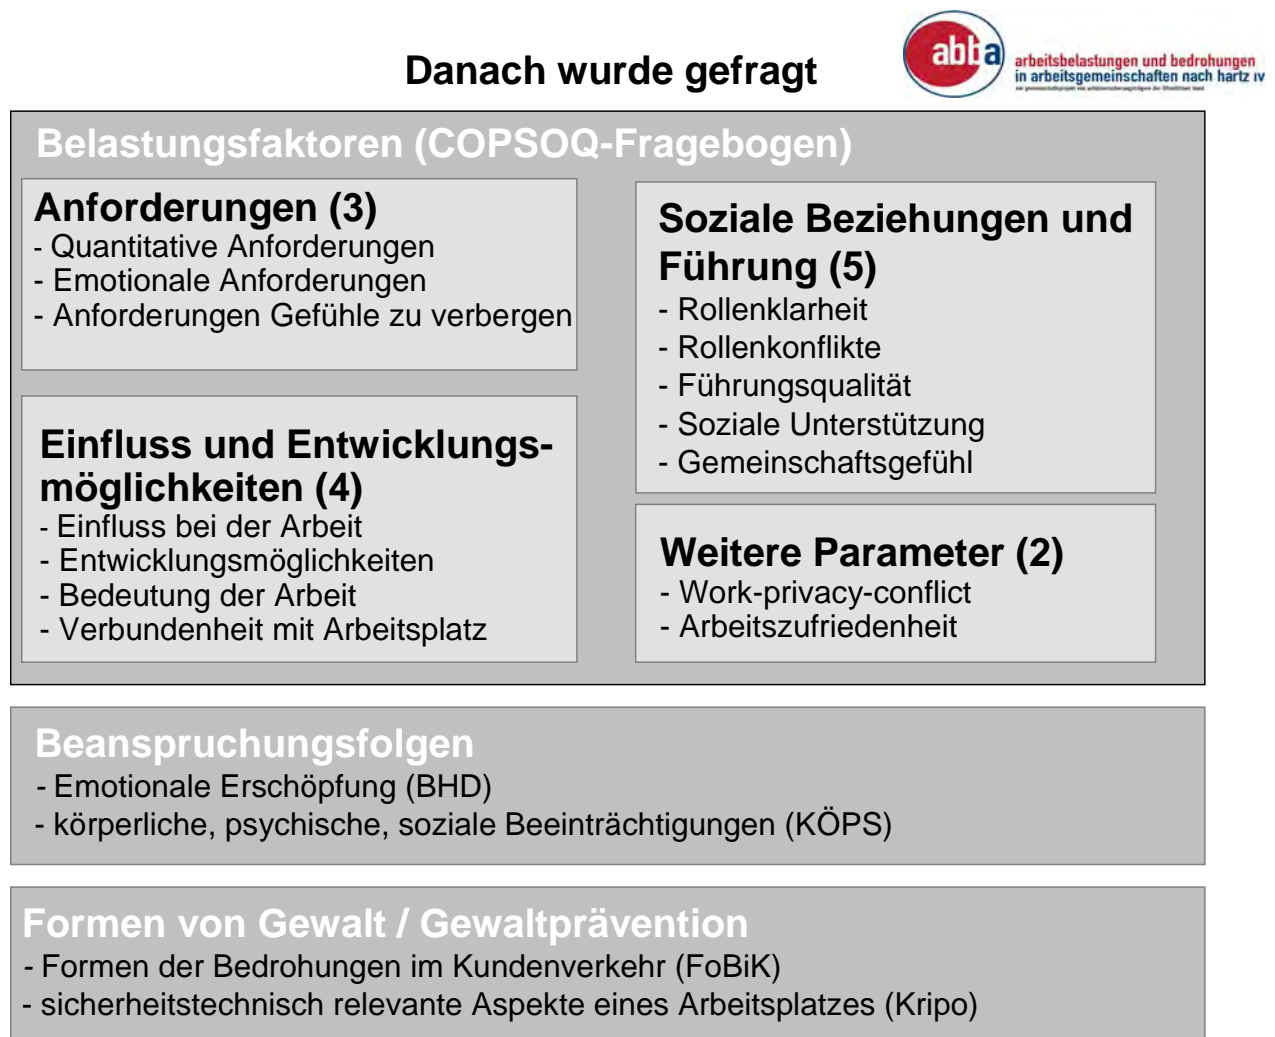 Danach wurde gefragt
abba
arbeitsbelastungen und bedrohungen
in arbeitsgemeinschaften nach hartz IV
Belastungsfaktoren (COPSOQ-Fragebogen)
Anforderungen (3)
- Quantitative Anforderungen
- Emotionale Anforderungen
- Anforderungen Gefühle zu verbergen
Einfluss und Entwicklungs-
möglichkeiten (4)
- Einfluss bei der Arbeit
- Entwicklungsmöglichkeiten
- Bedeutung der Arbeit
- Verbundenheit mit Arbeitsplatz
Soziale Beziehungen und
Führung (5)
- Rollenklarheit
- Rollenkonflikte
- Führungsqualität
- Soziale Unterstützung
- Gemeinschaftsgefühl
Weitere Parameter (2)
- Work-privacy-conflict
- Arbeitszufriedenheit
Beanspruchungsfolgen
- Emotionale Erschöpfung (BHD)
- körperliche, psychische, soziale Beeinträchtigungen (KÖPS)
Formen von Gewalt / Gewaltprävention
- Formen der Bedrohungen im Kundenverkehr (FoBiK)
- sicherheitstechnisch relevante Aspekte eines Arbeitsplatzes (Kripo)